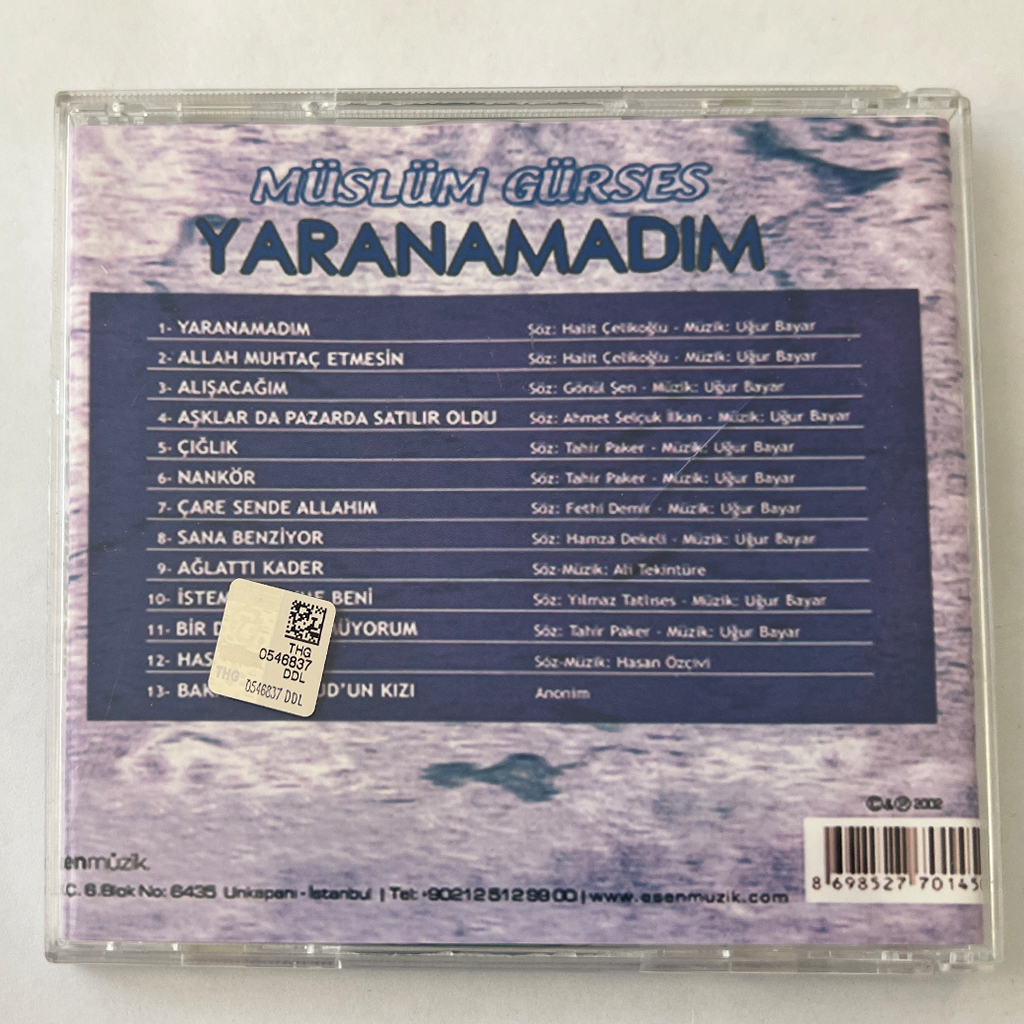 MÜSLÜM GÜRSES
YARANAMADIM
1- YARANAMADIM Söz: Halit Çelikoğlu - Müzik: Uğur Bayar
2- ALLAH MUHTAÇ ETMESİN Söz: Halit Çelikoğlu - Müzik: Uğur Bayar
3- ALIŞACAĞIM Söz: Gönül Şen - Müzik: Uğur Bayar
4- AŞKLAR DA PAZARDA SATILIR OLDU Söz: Ahmet Selçuk İlkan - Müzik: Uğur Bayar
5- ÇIĞLIK Söz: Tahir Paker - Müzik: Uğur Bayar
6- NANKÖR Söz: Tahir Paker - Müzik: Uğur Bayar
7- ÇARE SENDE ALLAHIM Söz: Fethi Demir - Müzik: Uğur Bayar
8- SANA BENZİYOR Söz: Hamza Dekeli - Müzik: Uğur Bayar
9- AĞLATTI KADER Söz-Müzik: Ali Tekintüre
10- BENİ Söz: Yılmaz Tatlıses - Müzik: Uğur Bayar
11- BİR Söz: Tahir Paker - Müzik: Uğur Bayar
12- Söz-Müzik: Hasan Özçivi
13- KIZI Anonim
THG
0546837
DDL
THG 0546837 DDL
©&℗ 2002
enmüzik.
Ç. 6.Blok No: 6435 Unkapanı - İstanbul | Tel: +90212 512 99 00 | www.esenmuzik.com
8 698527 70145